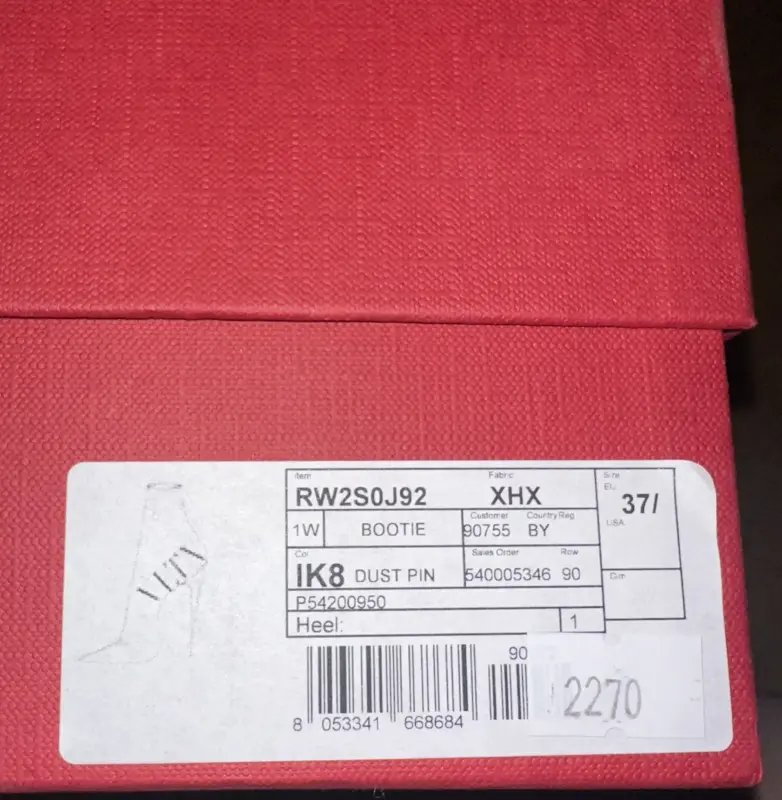 Item Fabric Size
RW2S0J92 XHX EU 37/
1W BOOTIE Customer 90755 Country Reg BY USA
Col Sales Order Row
IK8 DUST PIN 540005346 90
P54200950
Heel: 1
VLTN
90
2270
8 053341 668684